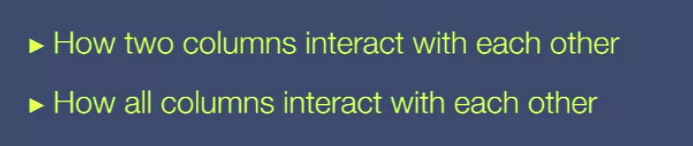 ▸ How two columns interact with each other
▸ How all columns interact with each other